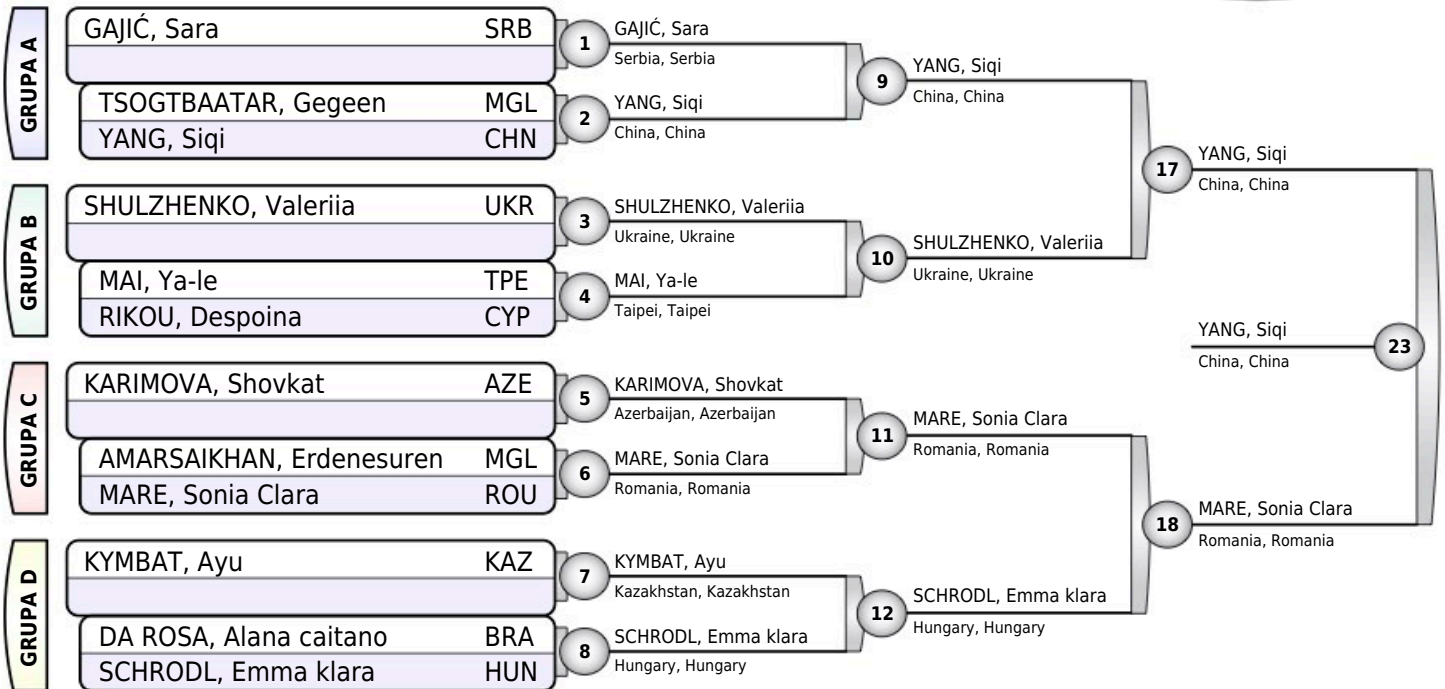 GRUPA A
GAJIĆ, Sara SRB
TSOGTBAATAR, Gegeen MGL
YANG, Siqi CHN
GRUPA B
SHULZHENKO, Valeriia UKR
MAI, Ya-le TPE
RIKOU, Despoina CYP
GRUPA C
KARIMOVA, Shovkat AZE
AMARSAIKHAN, Erdenesuren MGL
MARE, Sonia Clara ROU
GRUPA D
KYMBAT, Ayu KAZ
DA ROSA, Alana caitano BRA
SCHRODL, Emma klara HUN
1
GAJIĆ, Sara
Serbia, Serbia
2
YANG, Siqi
China, China
3
SHULZHENKO, Valeriia
Ukraine, Ukraine
4
MAI, Ya-le
Taipei, Taipei
5
KARIMOVA, Shovkat
Azerbaijan, Azerbaijan
6
MARE, Sonia Clara
Romania, Romania
7
KYMBAT, Ayu
Kazakhstan, Kazakhstan
8
SCHRODL, Emma klara
Hungary, Hungary
9
YANG, Siqi
China, China
10
SHULZHENKO, Valeriia
Ukraine, Ukraine
11
MARE, Sonia Clara
Romania, Romania
12
SCHRODL, Emma klara
Hungary, Hungary
17
YANG, Siqi
China, China
18
MARE, Sonia Clara
Romania, Romania
YANG, Siqi
China, China
23